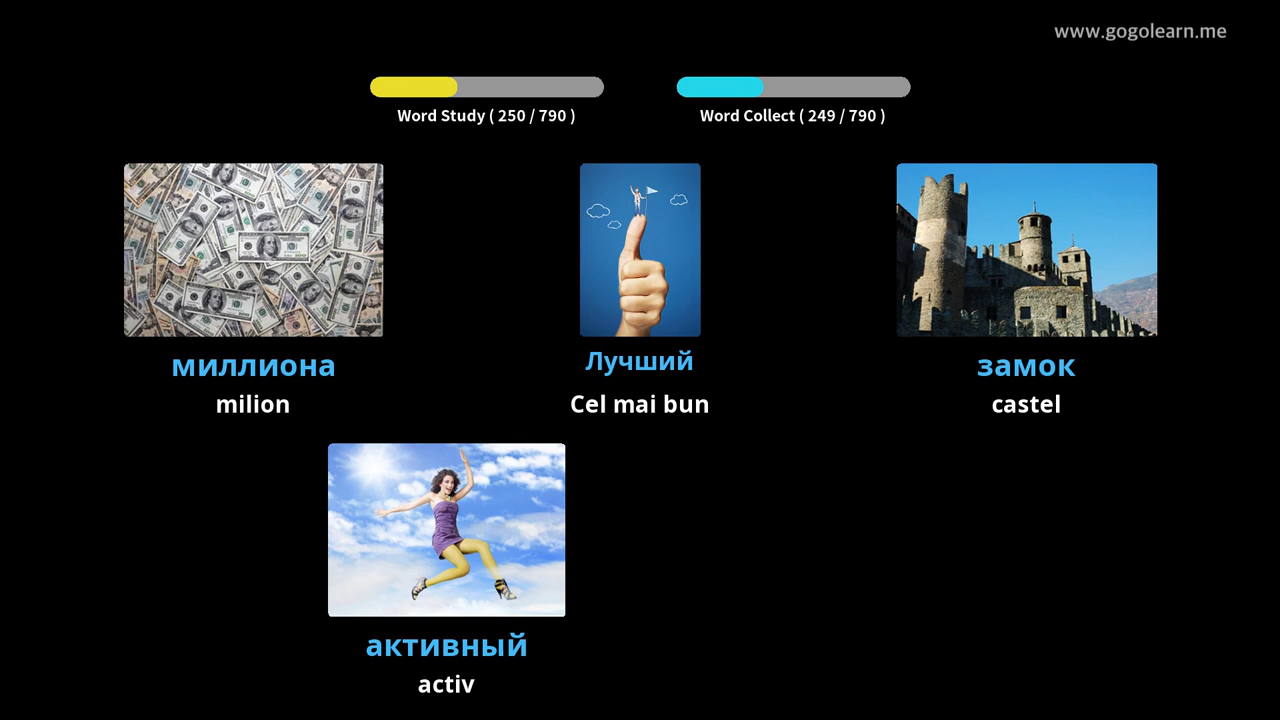 www.gogolearn.me
Word Study ( 250 / 790 )
Word Collect ( 249 / 790 )
миллиона
milion
Лучший
Cel mai bun
замок
castel
активный
activ